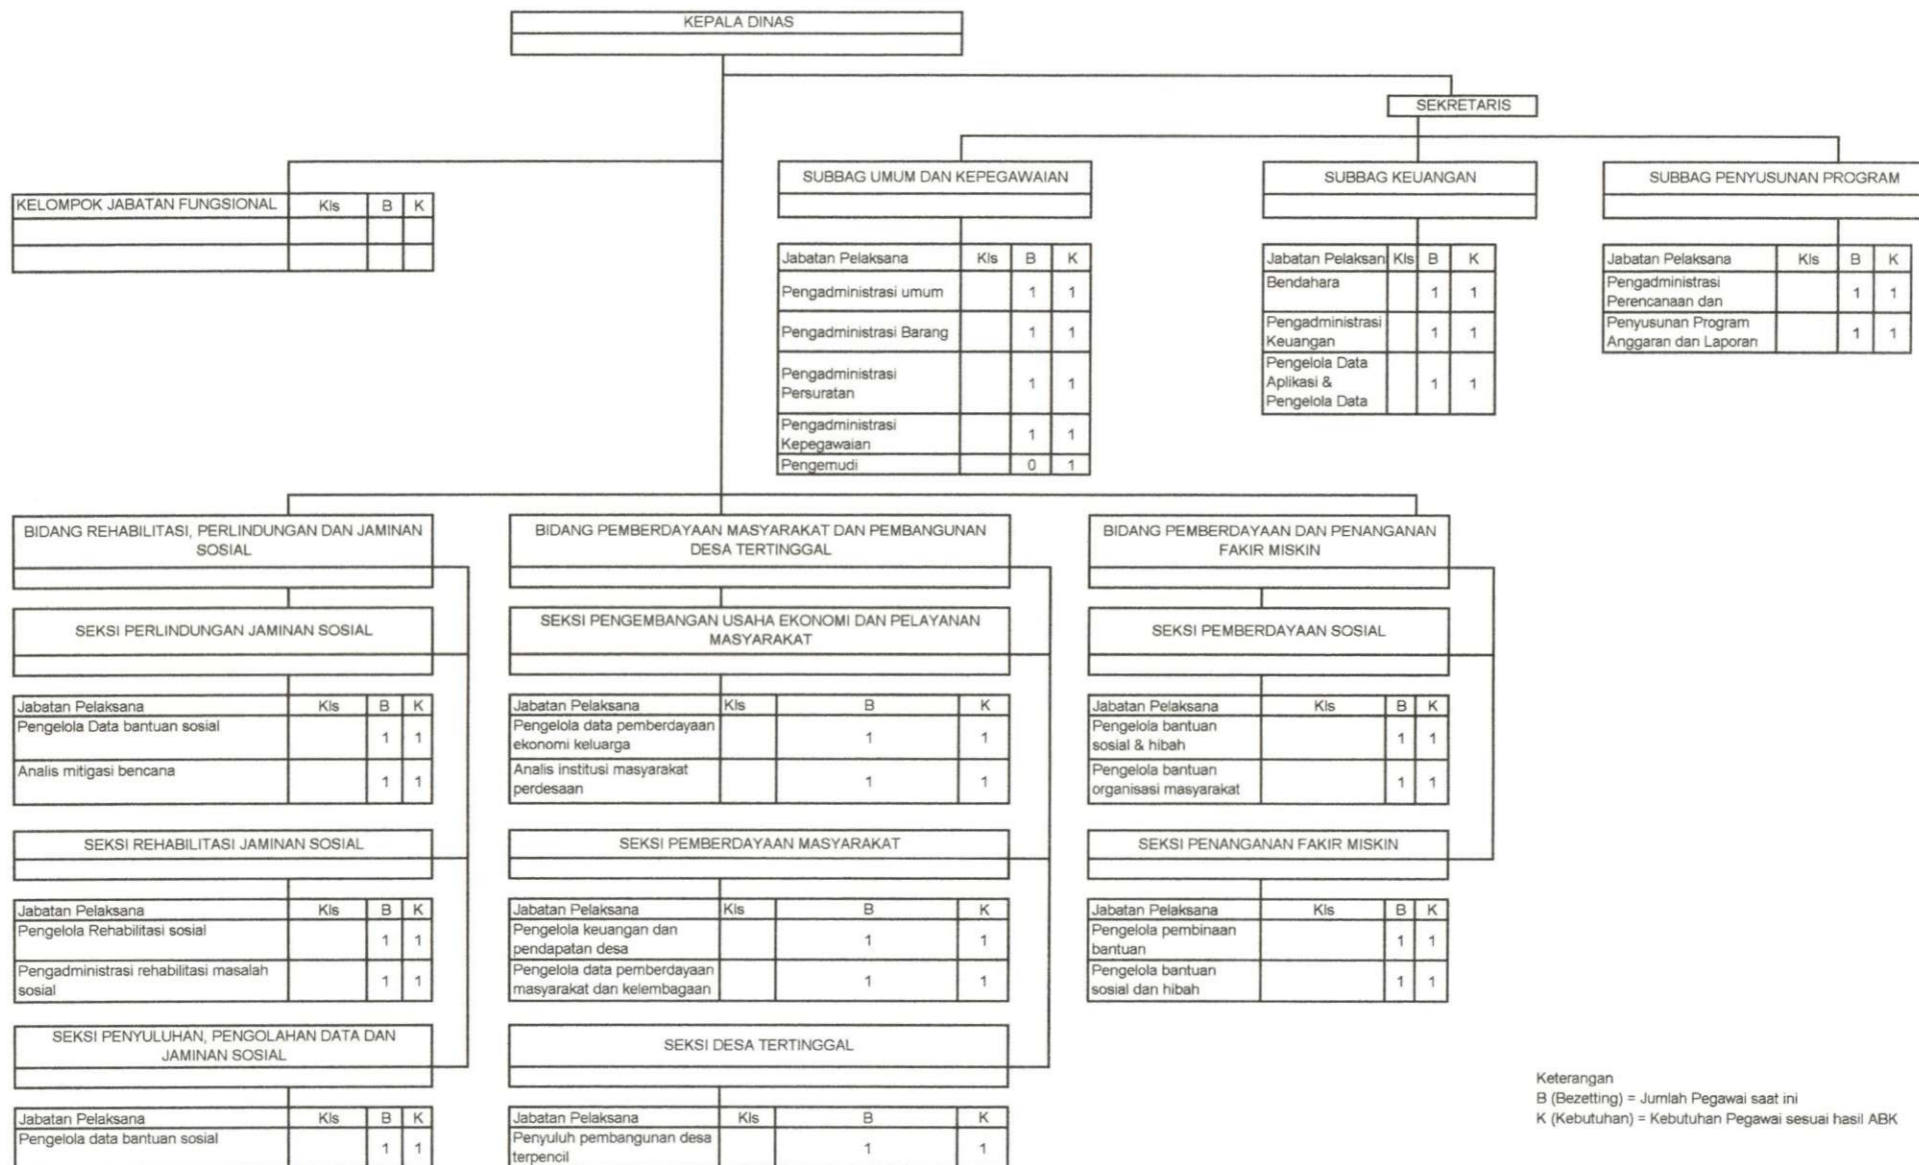 KEPALA DINAS
SEKRETARIS
KELOMPOK JABATAN FUNGSIONAL Kls B K
SUBBAG UMUM DAN KEPEGAWAIAN
Jabatan Pelaksana Kls B K
Pengadministrasi umum 1 1
Pengadministrasi Barang 1 1
Pengadministrasi
Persuratan 1 1
Pengadministrasi
Kepegawaian 1 1
Pengemudi 0 1
SUBBAG KEUANGAN
Jabatan Pelaksan Kls B K
Bendahara 1 1
Pengadministrasi
Keuangan 1 1
Pengelola Data
Aplikasi & 1 1
Pengelola Data
SUBBAG PENYUSUNAN PROGRAM
Jabatan Pelaksana Kls B K
Pengadministrasi
Perencanaan dan 1 1
Penyusunan Program
Anggaran dan Laporan 1 1
BIDANG REHABILITASI, PERLINDUNGAN DAN JAMINAN
SOSIAL
SEKSI PERLINDUNGAN JAMINAN SOSIAL
Jabatan Pelaksana Kls B K
Pengelola Data bantuan sosial 1 1
Analis mitigasi bencana 1 1
SEKSI REHABILITASI JAMINAN SOSIAL
Jabatan Pelaksana Kls B K
Pengelola Rehabilitasi sosial 1 1
Pengadministrasi rehabilitasi masalah
sosial 1 1
SEKSI PENYULUHAN, PENGOLAHAN DATA DAN
JAMINAN SOSIAL
Jabatan Pelaksana Kls B K
Pengelola data bantuan sosial 1 1
BIDANG PEMBERDAYAAN MASYARAKAT DAN PEMBANGUNAN
DESA TERTINGGAL
SEKSI PENGEMBANGAN USAHA EKONOMI DAN PELAYANAN
MASYARAKAT
Jabatan Pelaksana Kls B K
Pengelola data pemberdayaan
ekonomi keluarga 1 1
Analis institusi masyarakat
perdesaan 1 1
SEKSI PEMBERDAYAAN MASYARAKAT
Jabatan Pelaksana Kls B K
Pengelola keuangan dan
pendapatan desa 1 1
Pengelola data pemberdayaan
masyarakat dan kelembagaan 1 1
SEKSI DESA TERTINGGAL
Jabatan Pelaksana Kls B K
Penyuluh pembangunan desa
terpencil 1 1
BIDANG PEMBERDAYAAN DAN PENANGANAN
FAKIR MISKIN
SEKSI PEMBERDAYAAN SOSIAL
Jabatan Pelaksana Kls B K
Pengelola bantuan
sosial & hibah 1 1
Pengelola bantuan
organisasi masyarakat 1 1
SEKSI PENANGANAN FAKIR MISKIN
Jabatan Pelaksana Kls B K
Pengelola pembinaan
bantuan 1 1
Pengelola bantuan
sosial dan hibah 1 1
Keterangan
B (Bezetting) = Jumlah Pegawai saat ini
K (Kebutuhan) = Kebutuhan Pegawai sesuai hasil ABK